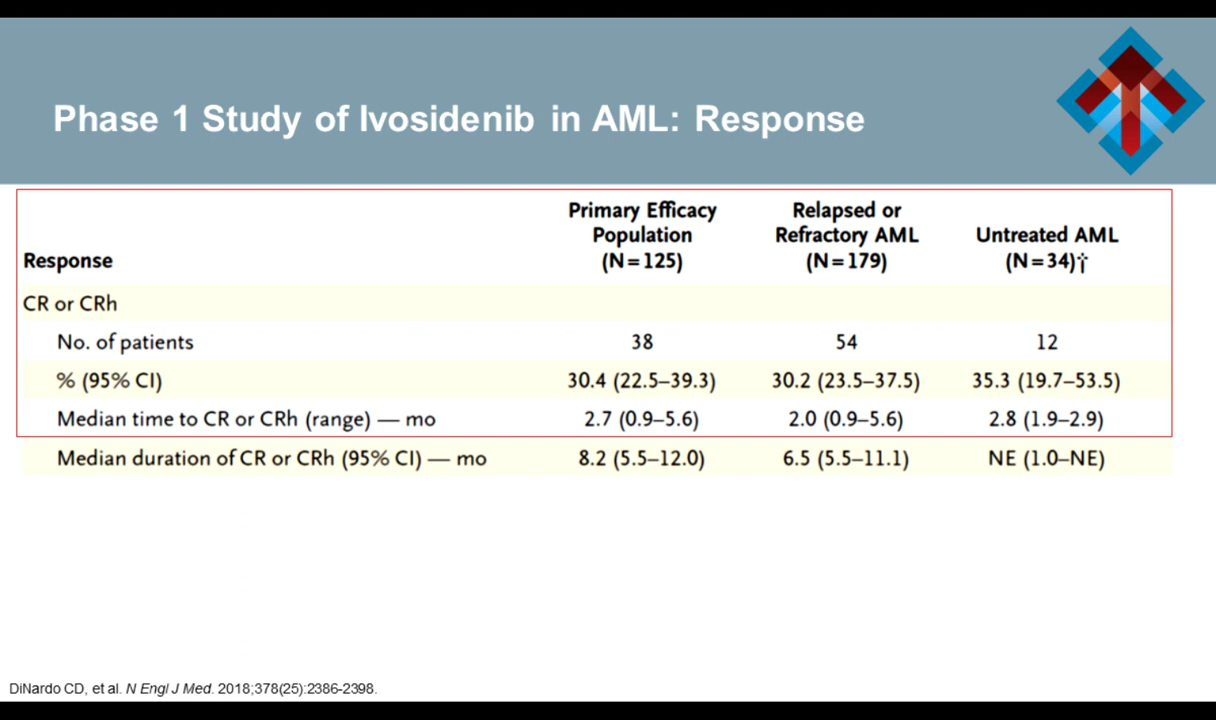 Phase 1 Study of Ivosidenib in AML: Response
Response Primary Efficacy Population (N=125) Relapsed or Refractory AML (N=179) Untreated AML (N=34)†
CR or CRh
No. of patients 38 54 12
% (95% CI) 30.4 (22.5–39.3) 30.2 (23.5–37.5) 35.3 (19.7–53.5)
Median time to CR or CRh (range) — mo 2.7 (0.9–5.6) 2.0 (0.9–5.6) 2.8 (1.9–2.9)
Median duration of CR or CRh (95% CI) — mo 8.2 (5.5–12.0) 6.5 (5.5–11.1) NE (1.0–NE)
DiNardo CD, et al. N Engl J Med. 2018;378(25):2386-2398.